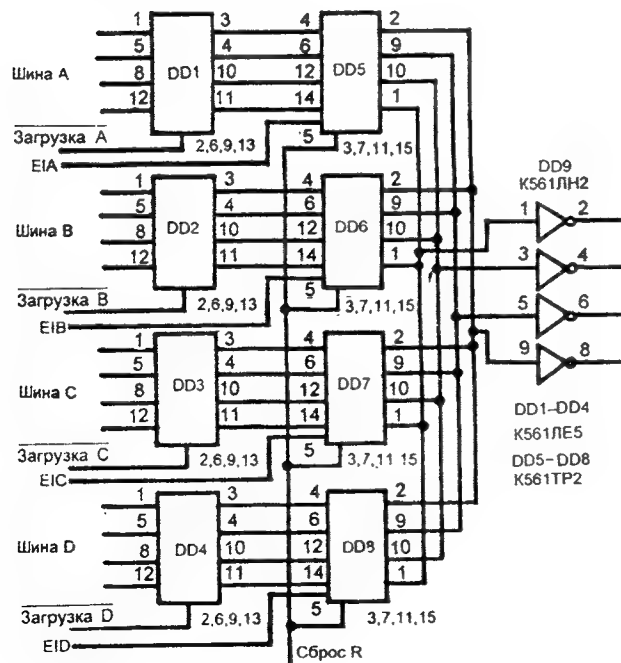 1 3 4 2
5 4 6 9
Шина A 8 10 12 10
12 11 14 1
DD1 DD5
Загрузка A 2,6,9,13 5 3,7,11,15
EIA
1 3 4 2
5 4 6 9
Шина B 8 10 12 10
12 11 14 1
DD2 DD6
Загрузка B 2,6,9,13 5 3,7,11,15
EIB
1 3 4 2
5 4 6 9
Шина C 8 10 12 10
12 11 14 1
DD3 DD7
Загрузка C 2,6,9,13 5 3,7,11 15
EIC
1 3 4 2
5 4 6 9
Шина D 8 10 12 10
12 11 14 1
DD4 DD8
Загрузка D 2,6,9,13 5 3,7,11,15
EID
Сброс R
DD9
К561ЛН2
1 2
3 4
5 6
9 8
DD1–DD4
К561ЛЕ5
DD5–DD8
К561ТР2